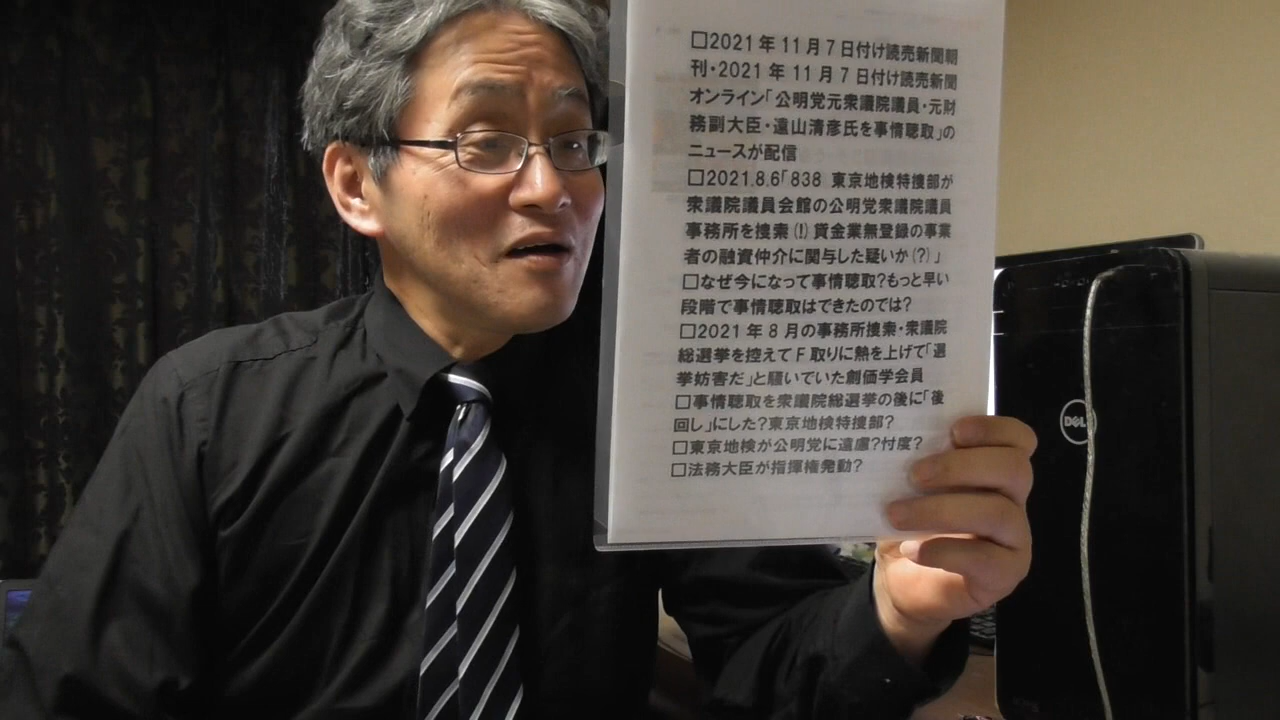 □2021年11月7日付け読売新聞朝
刊・2021年11月7日付け読売新聞
オンライン「公明党元衆議院議員・元財
務副大臣・遠山清彦氏を事情聴取」の
ニュースが配信
□2021.8.6「838 東京地検特捜部が
衆議院議員会館の公明党衆議院議員
事務所を捜索(!)貸金業無登録の事業
者の融資仲介に関与した疑いか(?)」
□なぜ今になって事情聴取?もっと早い
段階で事情聴取はできたのでは?
□2021年8月の事務所捜索・衆議院
総選挙を控えてF取りに熱を上げて「選
挙妨害だ」と騒いでいた創価学会員
□事情聴取を衆議院総選挙の後に「後
回し」にした?東京地検特捜部?
□東京地検が公明党に遠慮?忖度?
□法務大臣が指揮権発動?
DELL